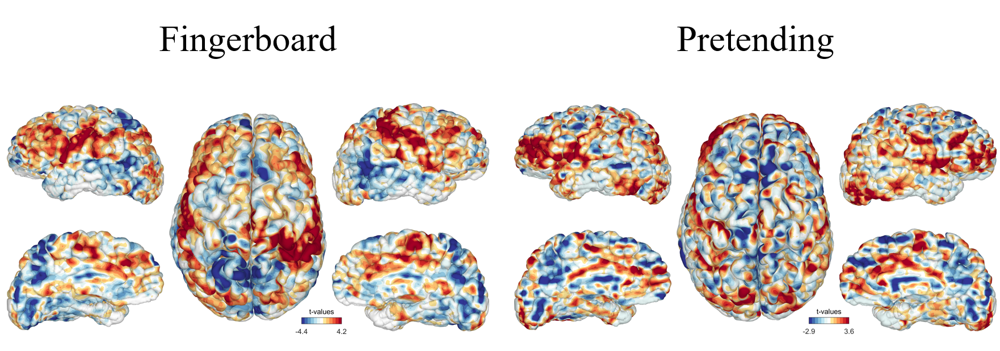 Fingerboard
Pretending
t-values
-4.4 4.2
t-values
-2.9 3.6